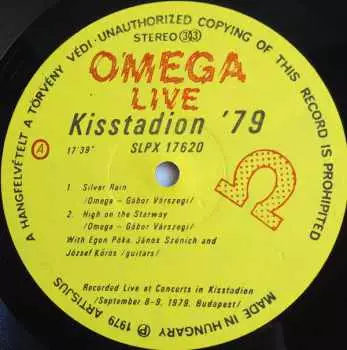 A HANGFELVÉTELT A TÖRVÉNY VÉDI · UNAUTHORIZED COPYING OF THIS RECORD IS PROHIBITED
STEREO 33
OMEGA
LIVE
Kisstadion '79
A 17'39" SLPX 17620
1. Silver Rain
/Omega – Gábor Várszegi/
2. High on the Starway
/Omega – Gábor Várszegi/
With Egon Póka, János Szénich and
József Kőrös /guitars/
Ω
Recorded Live at Concerts in Kisstadion
/September 8–9, 1979, Budapest/
MADE IN HUNGARY Ⓟ 1979 ARTISJUS